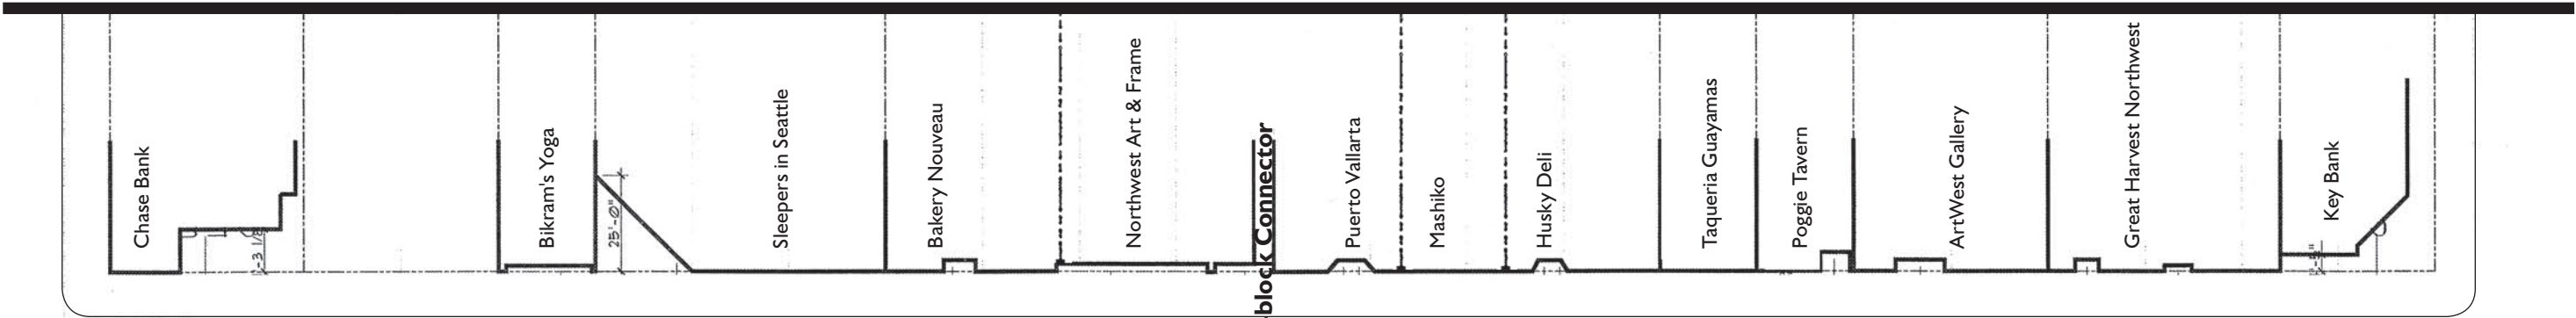 Chase Bank
Bikram's Yoga
25'-0"
Sleepers in Seattle
Bakery Nouveau
Northwest Art & Frame
block Connector
Puerto Vallarta
Mashiko
Husky Deli
Taqueria Guayamas
Poggie Tavern
ArtWest Gallery
Great Harvest Northwest
Key Bank